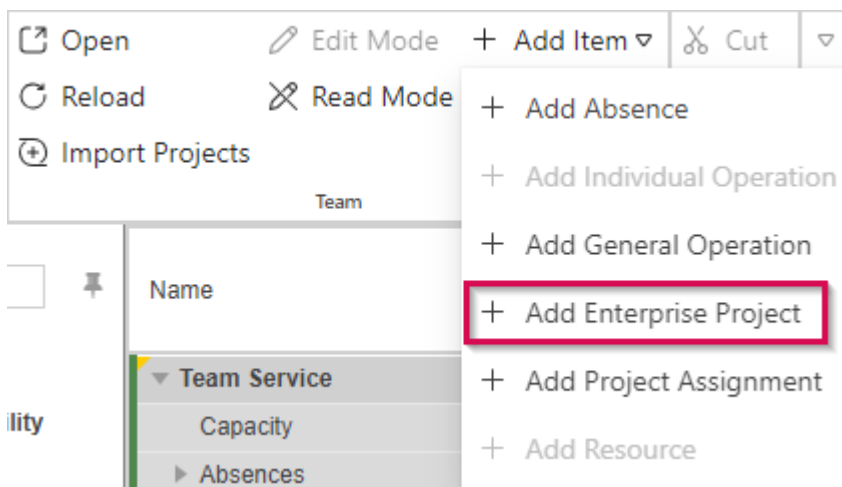 Open
Edit Mode
Add Item
Cut
Reload
Read Mode
Import Projects
Team
Add Absence
Add Individual Operation
Add General Operation
Add Enterprise Project
Add Project Assignment
Add Resource
Name
Team Service
Capacity
Absences
ility